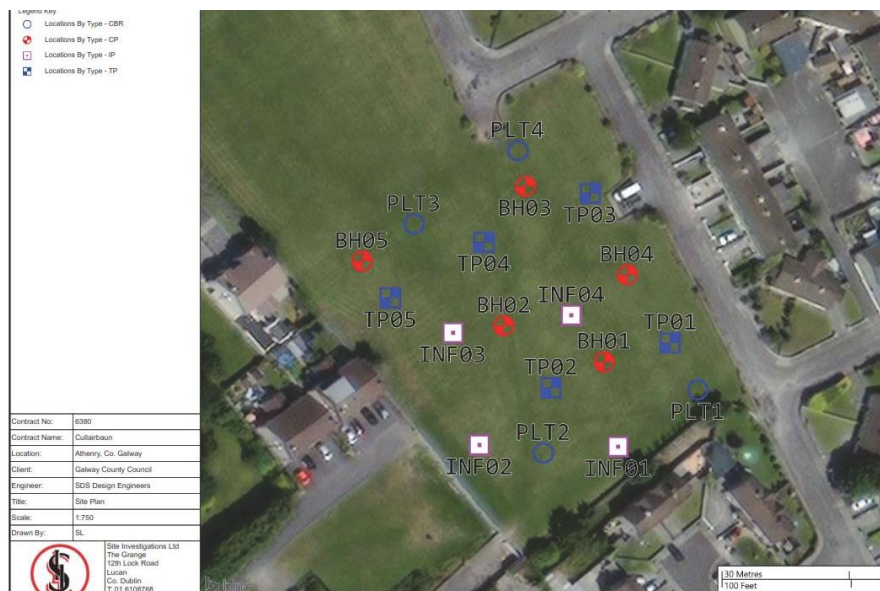 Legend Key
Locations By Type - CBR
Locations By Type - CP
Locations By Type - IP
Locations By Type - TP
PLT4
BH03
TP03
PLT3
BH05
TP04
BH04
TP05
BH02
INF04
INF03
BH01
TP01
TP02
PLT1
PLT2
INF02
INF01
Contract No: 6380
Contract Name: Cullairbaun
Location: Athenry, Co. Galway
Client: Galway County Council
Engineer: SDS Design Engineers
Title: Site Plan
Scale: 1:750
Drawn By: SL
Site Investigations Ltd
The Grange
12th Lock Road
Lucan
Co. Dublin
T: 01 6108768
bing
30 Metres
100 Feet